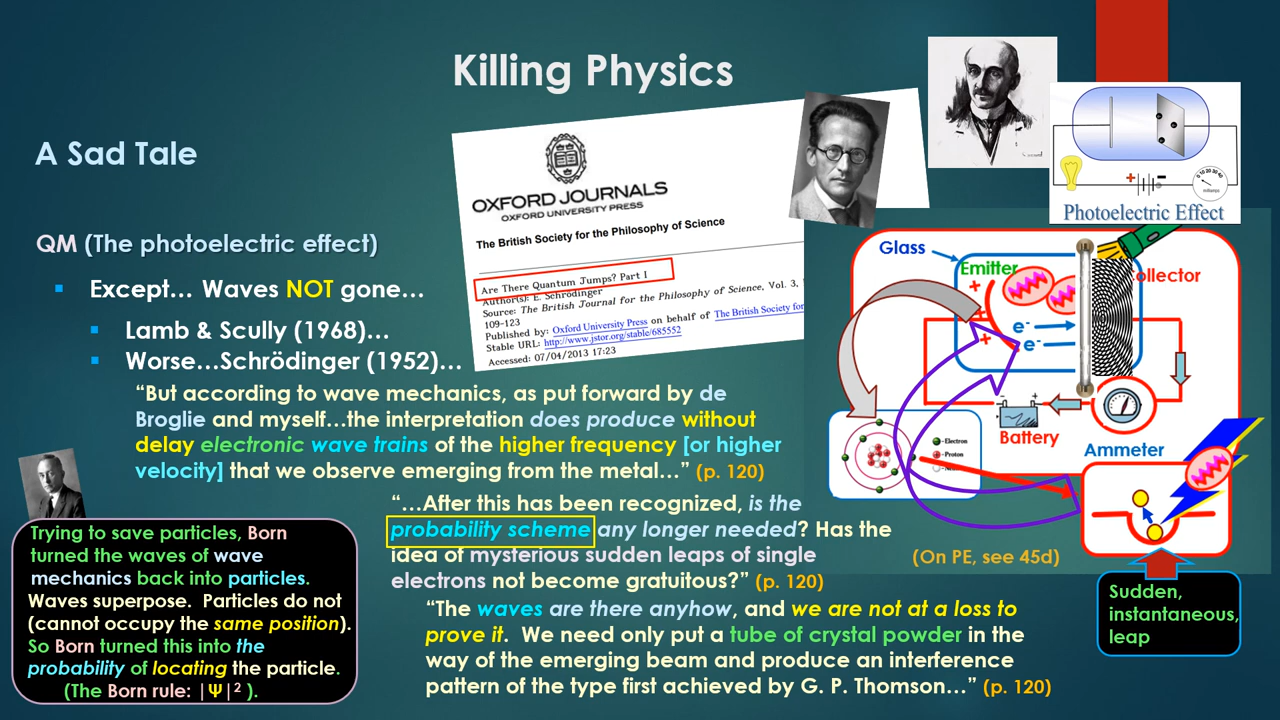 Killing Physics
A Sad Tale
QM (The photoelectric effect)
▪ Except… Waves NOT gone…
▪ Lamb & Scully (1968)…
▪ Worse…Schrödinger (1952)…
“But according to wave mechanics, as put forward by de
Broglie and myself…the interpretation does produce without
delay electronic wave trains of the higher frequency [or higher
velocity] that we observe emerging from the metal…” (p. 120)
“…After this has been recognized, is the
probability scheme any longer needed? Has the
idea of mysterious sudden leaps of single
electrons not become gratuitous?” (p. 120)
“The waves are there anyhow, and we are not at a loss to
prove it. We need only put a tube of crystal powder in the
way of the emerging beam and produce an interference
pattern of the type first achieved by G. P. Thomson…” (p. 120)
Trying to save particles, Born
turned the waves of wave
mechanics back into particles.
Waves superpose. Particles do not
(cannot occupy the same position).
So Born turned this into the
probability of locating the particle.
(The Born rule: |Ψ|² ).
OXFORD JOURNALS
OXFORD UNIVERSITY PRESS
The British Society for the Philosophy of Science
Are There Quantum Jumps? Part I
Author(s): E. Schrodinger
Source: The British Journal for the Philosophy of Science, Vol. 3,
109-123
Published by: Oxford University Press on behalf of The British Society for
Stable URL: http://www.jstor.org/stable/685552
Accessed: 07/04/2013 17:23
+ -
0 10 20 30 40
milliamps
Photoelectric Effect
Glass
Emitter
ollector
+
+
+
e-
e-
- +
Battery
Ammeter
-Electron
-Proton
(On PE, see 45d)
Sudden,
instantaneous,
leap